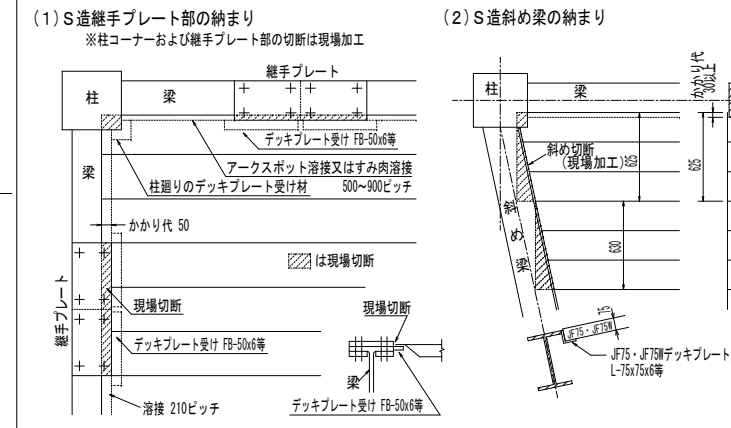 (1)S造継手プレート部の納まり
※柱コーナーおよび継手プレート部の切断は現場加工
継手プレート
柱
梁
デッキプレート受け FB-50x6等
アークスポット溶接又はすみ肉溶接
500~900ピッチ
柱廻りのデッキプレート受け材
梁
かかり代 50
は現場切断
継手プレート
現場切断
デッキプレート受け FB-50x6等
溶接 210ピッチ
現場切断
梁
デッキプレート受け FB-50x6等
(2)S造斜め梁の納まり
柱
梁
かかり代
30以上
斜め切断
(現場加工)
625
625
630
斜め梁
75
JF75・JF75W
JF75・JF75Wデッキプレート
L-75x75x6等